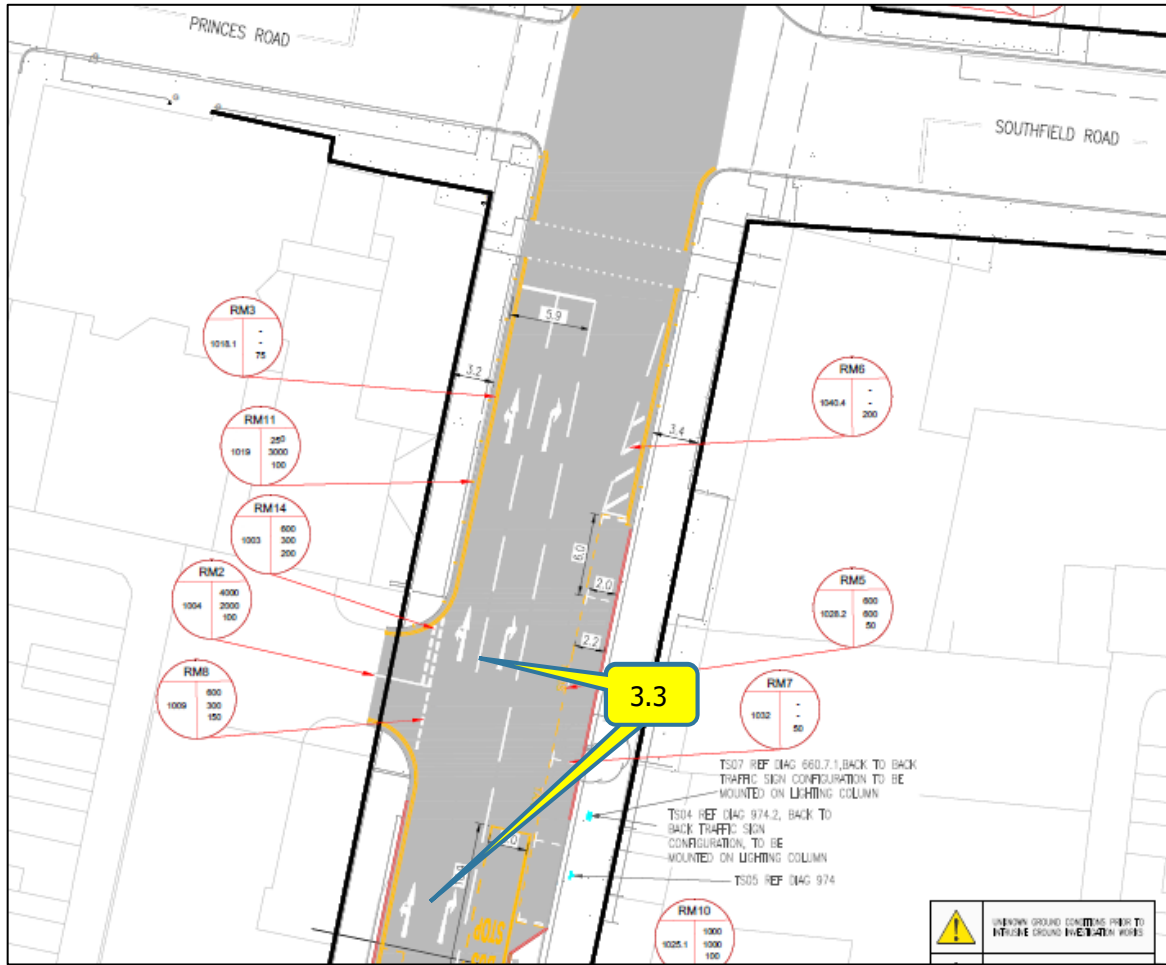 PRINCES ROAD
SOUTHFIELD ROAD
RM3
1018.1
-
-
75
5.9
3.2
RM6
1040.4
-
-
200
RM11
1019
25⁰
3000
100
3.4
RM14
1003
600
300
200
6.0
2.0
RM2
1004
4000
2000
100
RM5
1028.2
600
600
50
2.2
RM8
1009
600
300
150
3.3
RM7
1032
-
-
50
TS07 REF DIAG 660.7.1,BACK TO BACK
TRAFFIC SIGN CONFIGURATION TO BE
MOUNTED ON LIGHTING COLUMN
TS04 REF DIAG 974.2, BACK TO
BACK TRAFFIC SIGN
CONFIGURATION, TO BE
MOUNTED ON LIGHTING COLUMN
TS05 REF DIAG 974
STOP
RM10
1025.1
1000
1000
100
UNKNOWN GROUND CONDITIONS PRIOR TO
INTRUSIVE GROUND INVESTIGATION WORKS